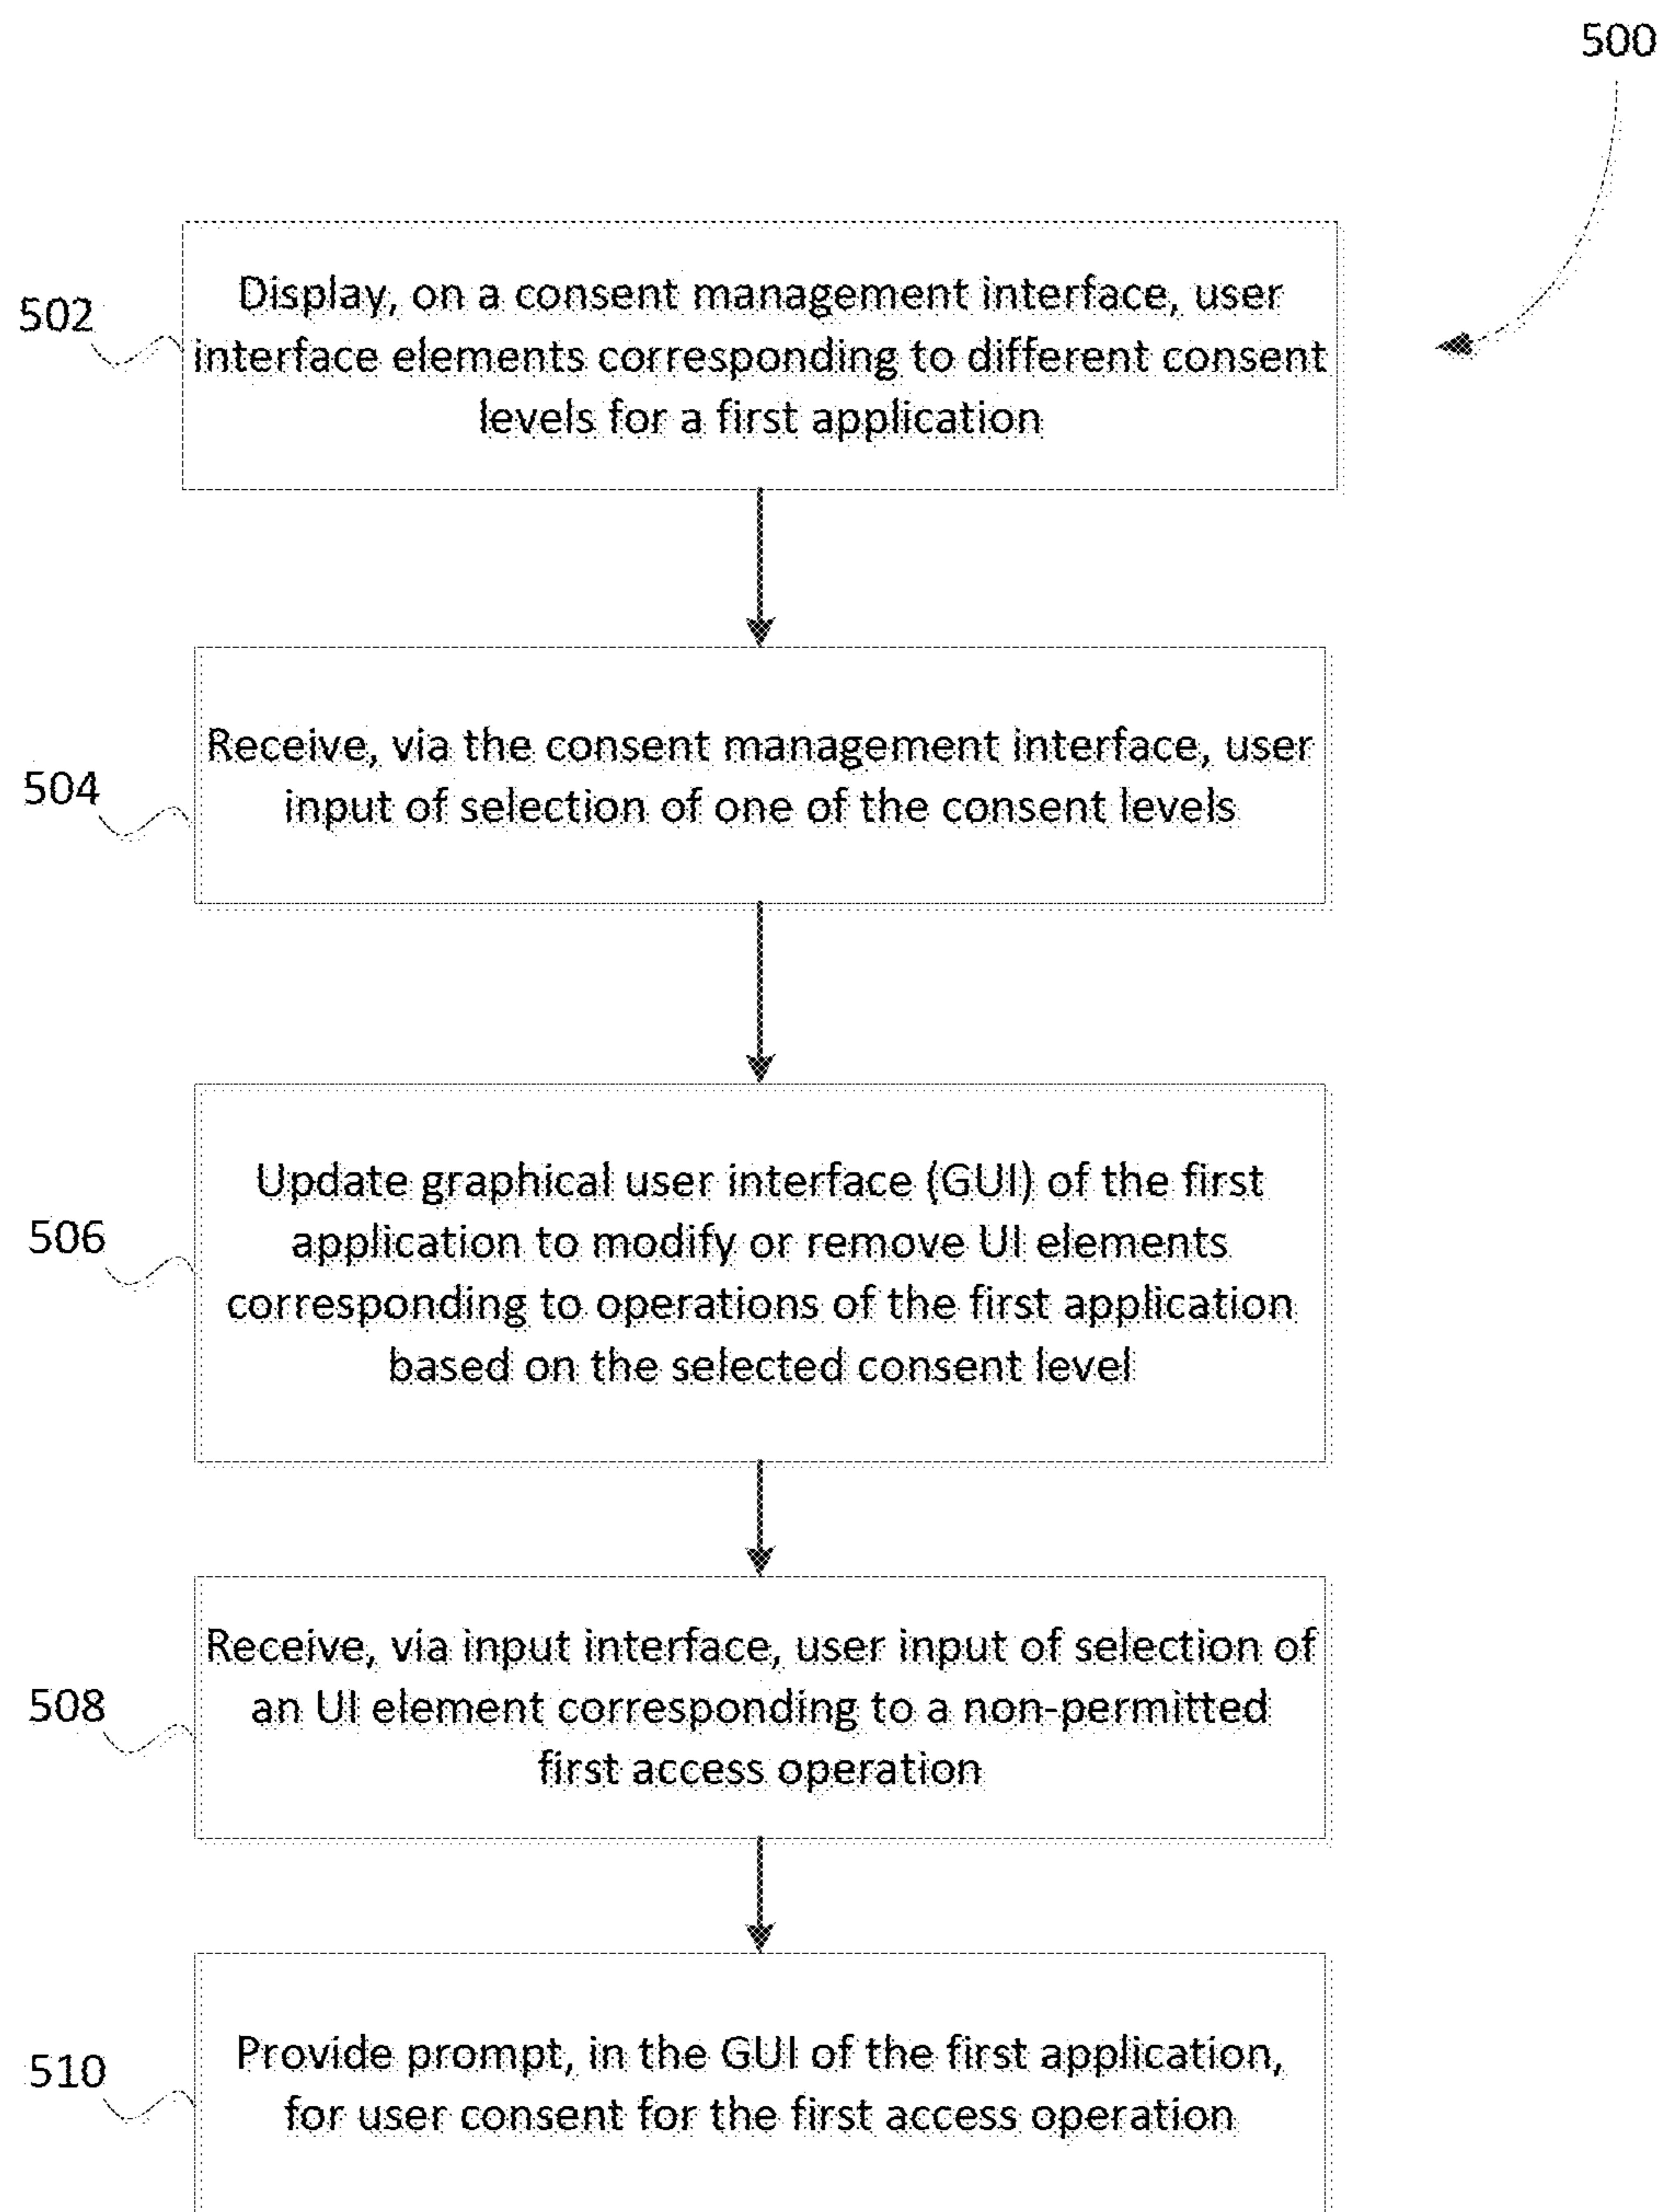 500
502
Display, on a consent management interface, user
interface elements corresponding to different consent
levels for a first application
504
Receive, via the consent management interface, user
input of selection of one of the consent levels
506
Update graphical user interface (GUI) of the first
application to modify or remove UI elements
corresponding to operations of the first application
based on the selected consent level
508
Receive, via input interface, user input of selection of
an UI element corresponding to a non-permitted
first access operation
510
Provide prompt, in the GUI of the first application,
for user consent for the first access operation